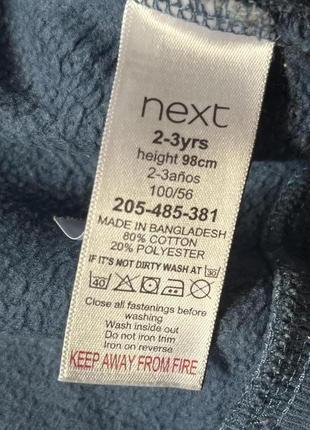 next
2-3yrs
height 98cm
2-3años
100/56
205-485-381
MADE IN BANGLADESH
80% COTTON
20% POLYESTER
IF IT'S NOT DIRTY WASH AT 30
40
Close all fastenings before
washing
Wash inside out
Do not iron trim
Iron on reverse
KEEP AWAY FROM FIRE